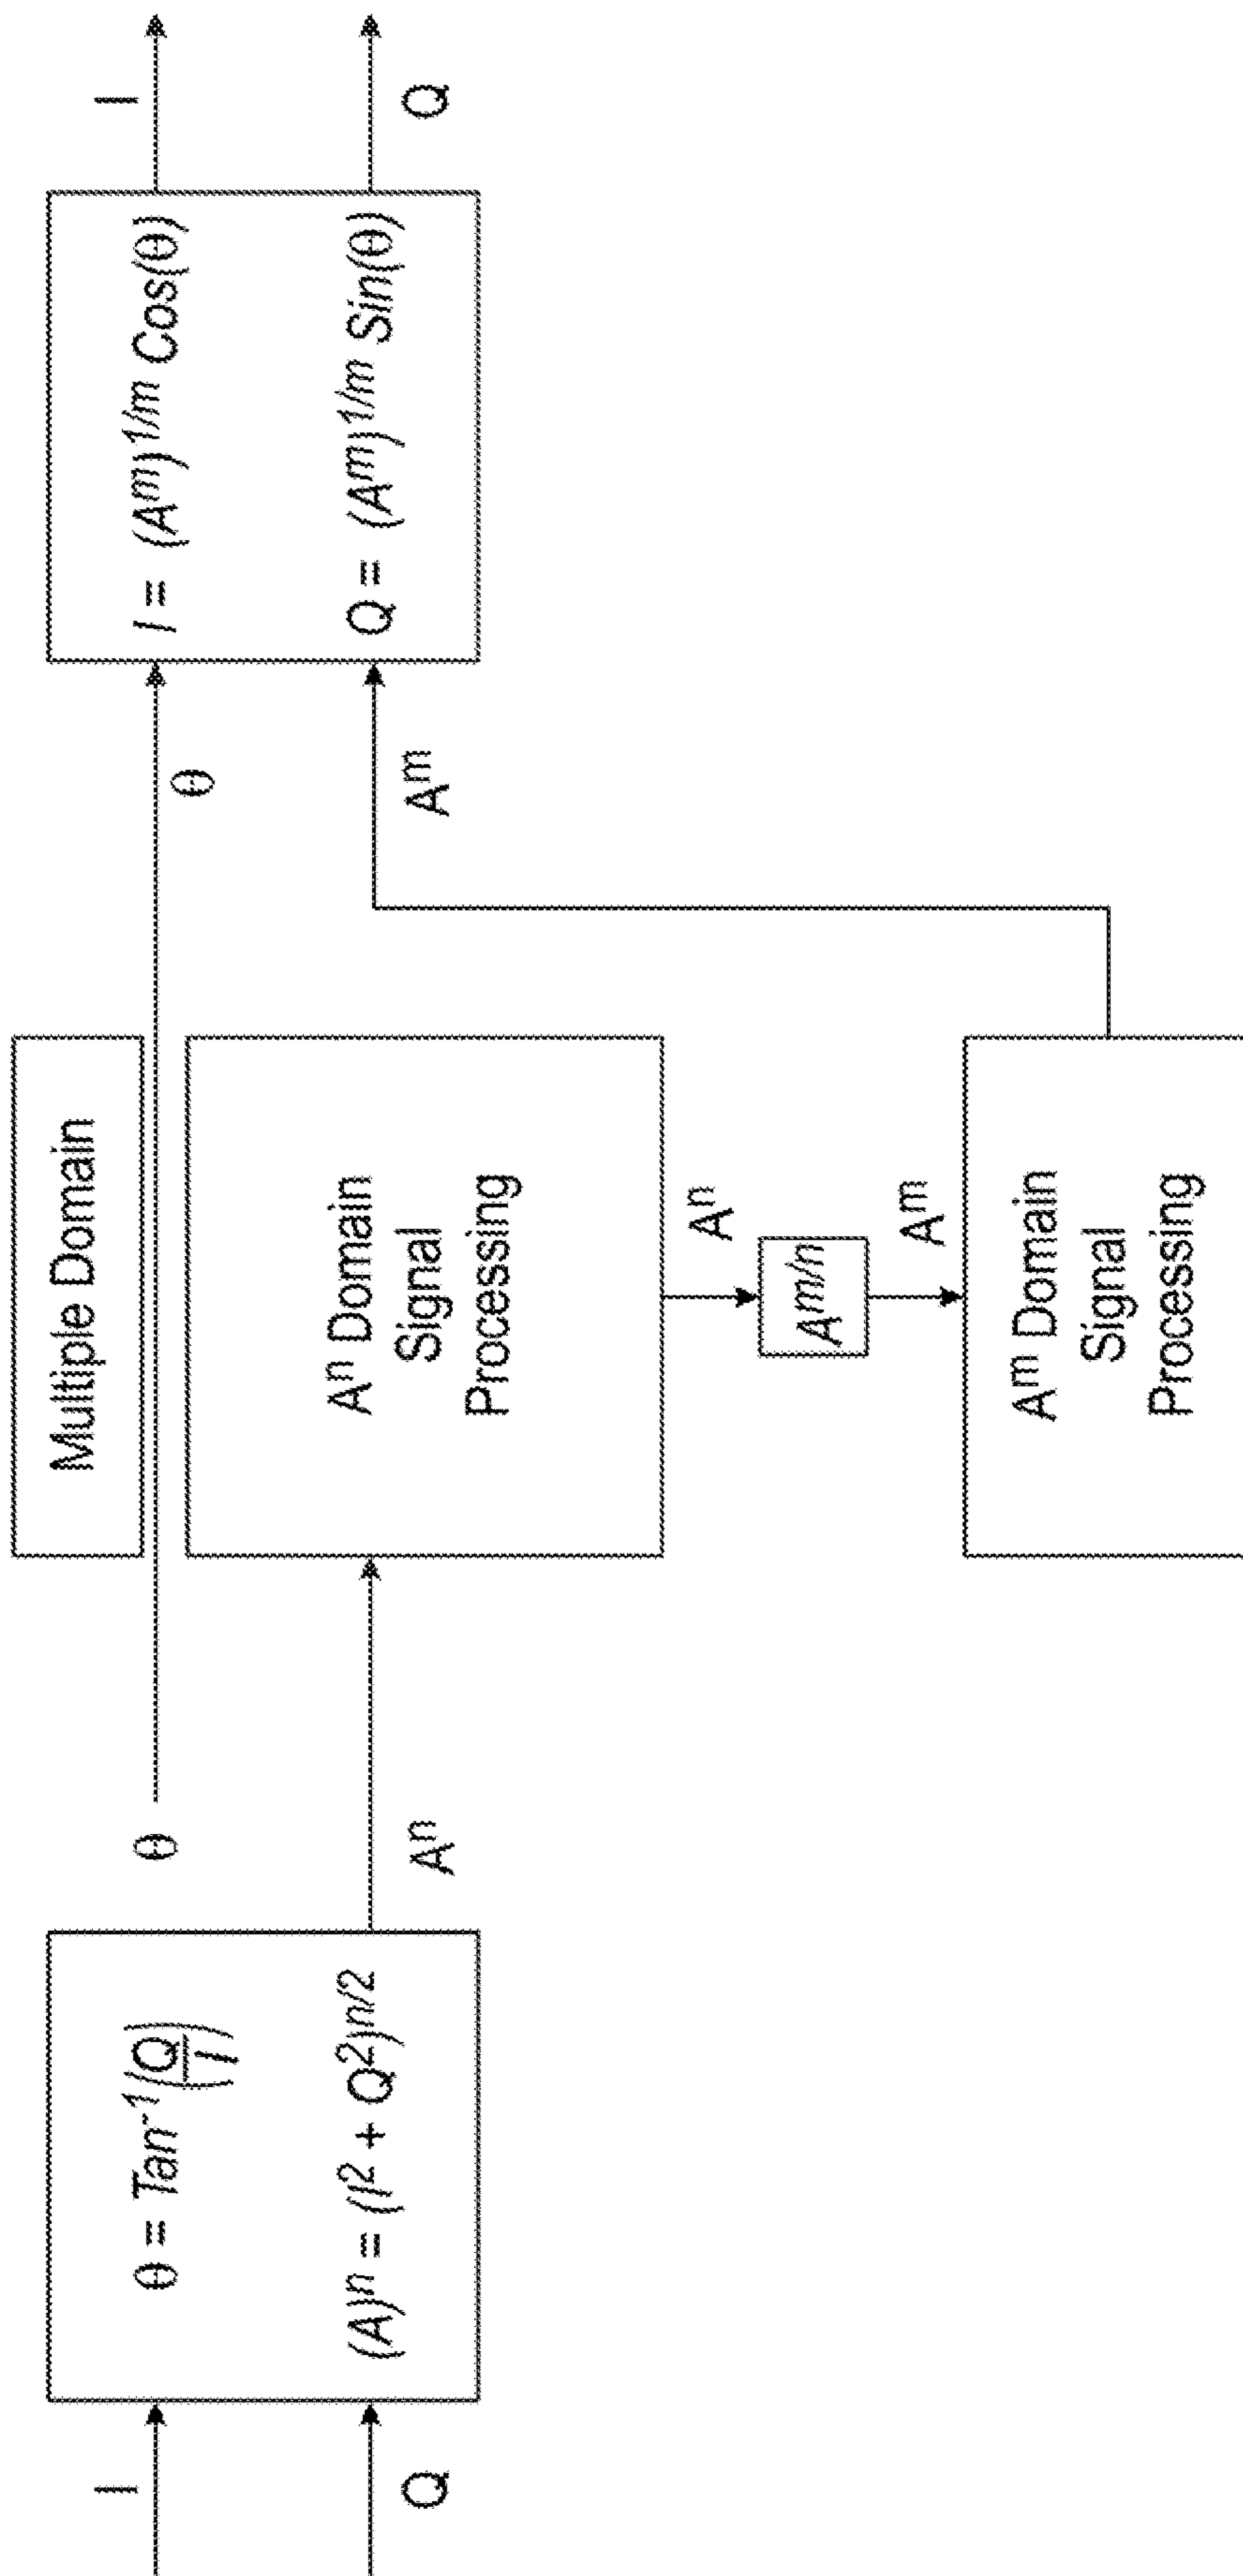 Multiple Domain
I
θ = Tan⁻¹(Q/I)
Q
(A)ⁿ = (I² + Q²)ⁿ/²
θ
Aⁿ
Aⁿ Domain
Signal
Processing
Aⁿ
Aᵐ/ⁿ
Aᵐ
Aᵐ Domain
Signal
Processing
θ
Aᵐ
I = (Aᵐ)¹/ᵐ Cos(θ)
Q = (Aᵐ)¹/ᵐ Sin(θ)
I
Q